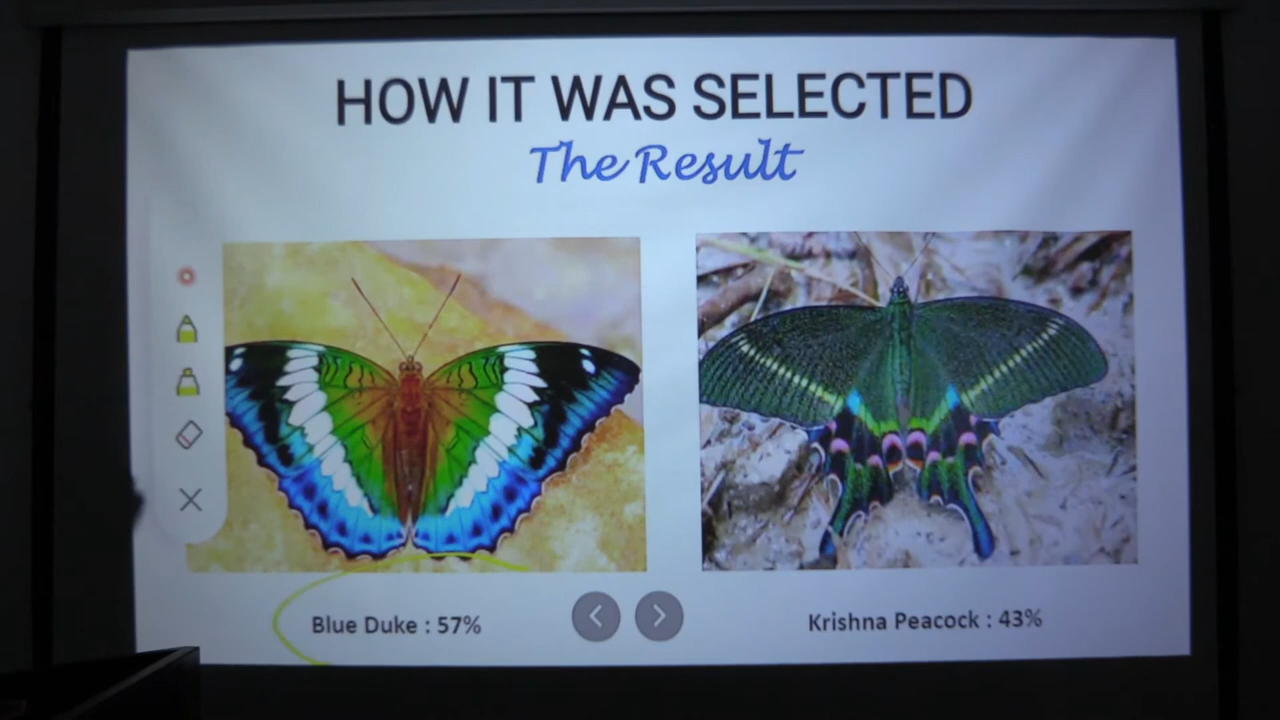 HOW IT WAS SELECTED
The Result
Blue Duke : 57%
Krishna Peacock : 43%